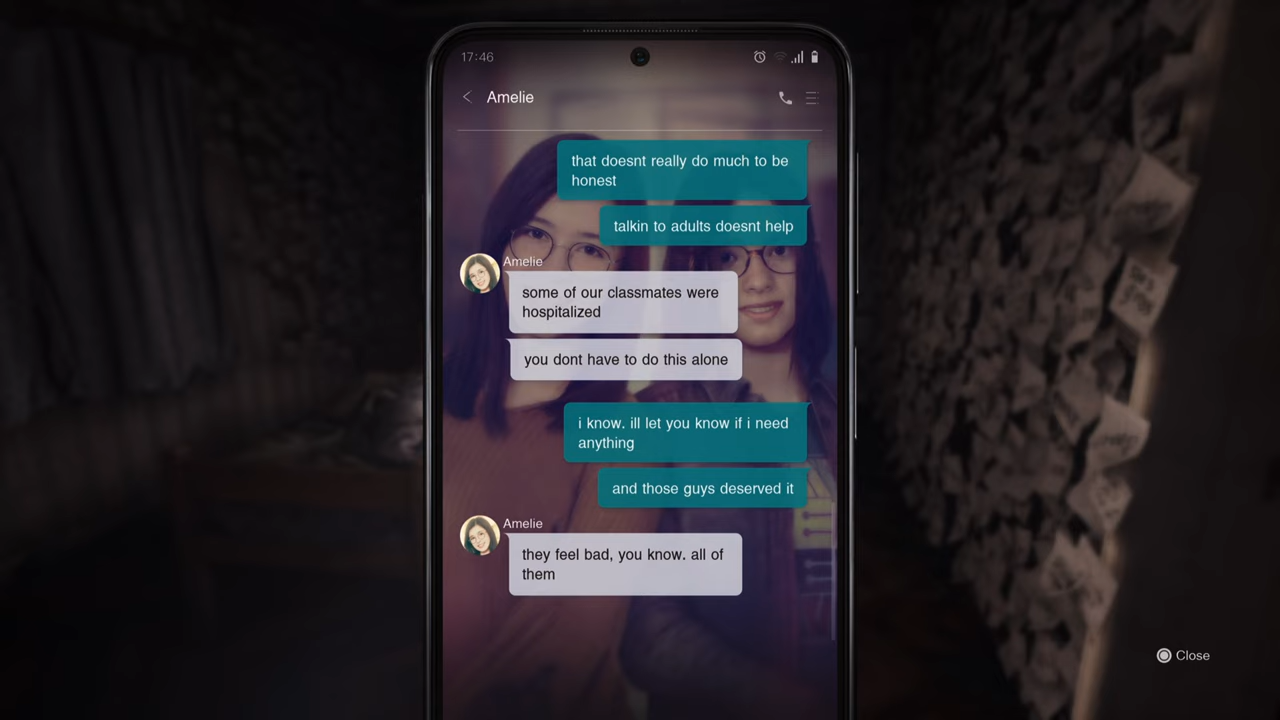 17:46
Amelie
that doesnt really do much to be
honest
talkin to adults doesnt help
Amelie
some of our classmates were
hospitalized
you dont have to do this alone
i know. ill let you know if i need
anything
and those guys deserved it
Amelie
they feel bad, you know. all of
them
Close